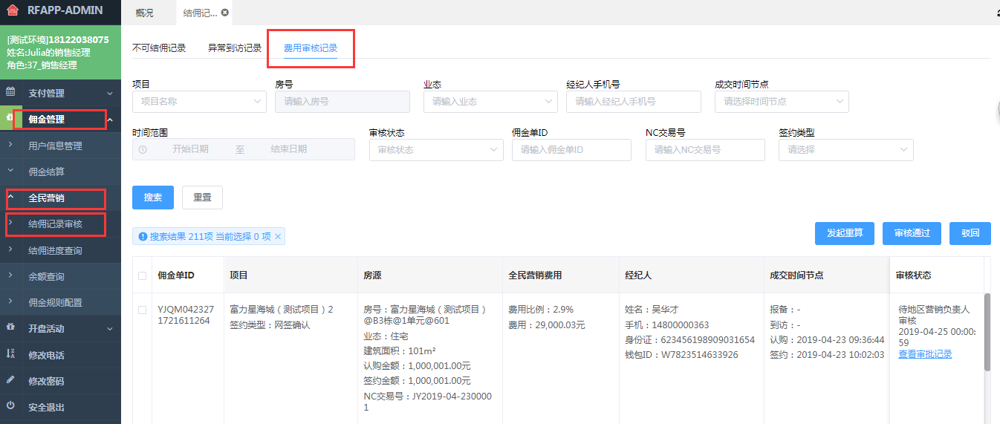 RFAPP-ADMIN
[测试环境]18122038075
姓名:Julia的销售经理
角色:37_销售经理
支付管理
佣金管理
用户信息管理
佣金结算
全民营销
结佣记录审核
结佣进度查询
余额查询
佣金规则配置
开盘活动
修改电话
修改密码
安全退出
概况 结佣记...
不可结佣记录 异常到访记录 费用审核记录
项目 房号 业态 经纪人手机号 成交时间节点
项目名称 请输入房号 请输入业态 请输入经纪人手机号 请选择时间节点
时间范围 审核状态 佣金单ID NC交易号 签约类型
开始日期 至 结束日期 审核状态 请输入佣金单ID 请输入NC交易号 请选择
搜索 重置
搜索结果 211项 当前选择 0 项
发起重算 审核通过 驳回
佣金单ID 项目 房源 全民营销费用 经纪人 成交时间节点 审核状态
YJQM042327
1721611264
富力星海城（测试项目）2
签约类型：网签确认
房号：富力星海城（测试项目）
@B3栋@1单元@601
业态：住宅
建筑面积：101m²
认购金额：1,000,001.00元
签约金额：1,000,001.00元
NC交易号：JY2019-04-230000
1
费用比例：2.9%
费用：29,000.03元
姓名：吴华才
手机：14800000363
身份证：623456198909031654
钱包ID：W7823514633926
报备：-
到访：-
认购：2019-04-23 09:36:44
签约：2019-04-23 10:02:03
待地区营销负责人
审核
2019-04-25 00:00:
59
查看审批记录